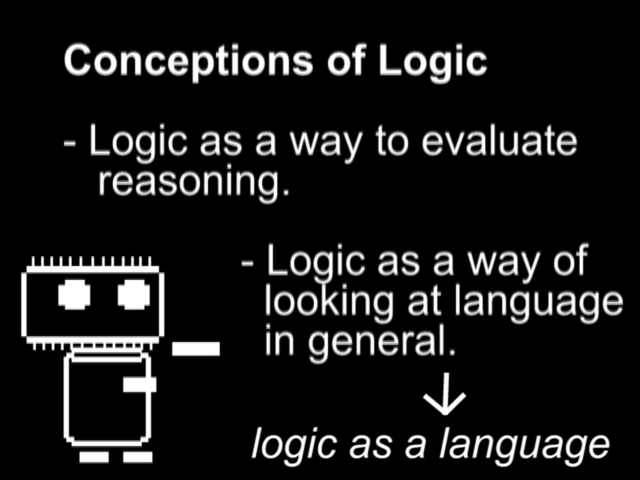 Conceptions of Logic
- Logic as a way to evaluate
reasoning.
- Logic as a way of
looking at language
in general.
logic as a language